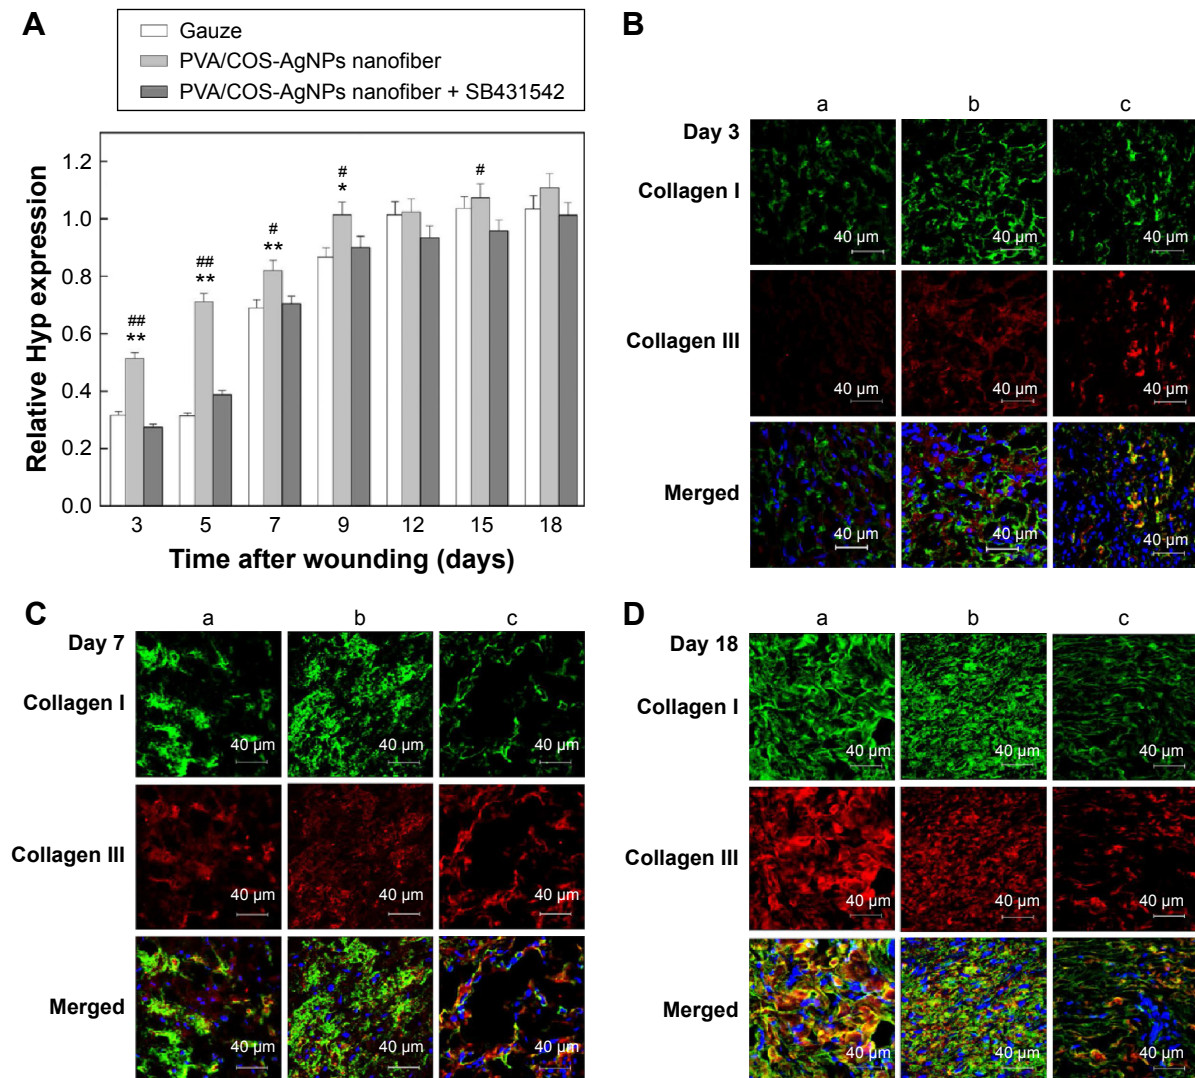 A
Gauze
PVA/COS-AgNPs nanofiber
PVA/COS-AgNPs nanofiber + SB431542
Relative Hyp expression
1.2
1.0
0.8
0.6
0.4
0.2
0.0
##
**
##
**
#
**
#
*
#
3 5 7 9 12 15 18
Time after wounding (days)
B
a b c
Day 3
Collagen I
40 µm 40 µm 40 µm
Collagen III
40 µm 40 µm 40 µm
Merged
40 µm 40 µm 40 µm
C
a b c
Day 7
Collagen I
40 µm 40 µm 40 µm
Collagen III
40 µm 40 µm 40 µm
Merged
40 µm 40 µm 40 µm
D
a b c
Day 18
Collagen I
40 µm 40 µm 40 µm
Collagen III
40 µm 40 µm 40 µm
Merged
40 µm 40 µm 40 µm